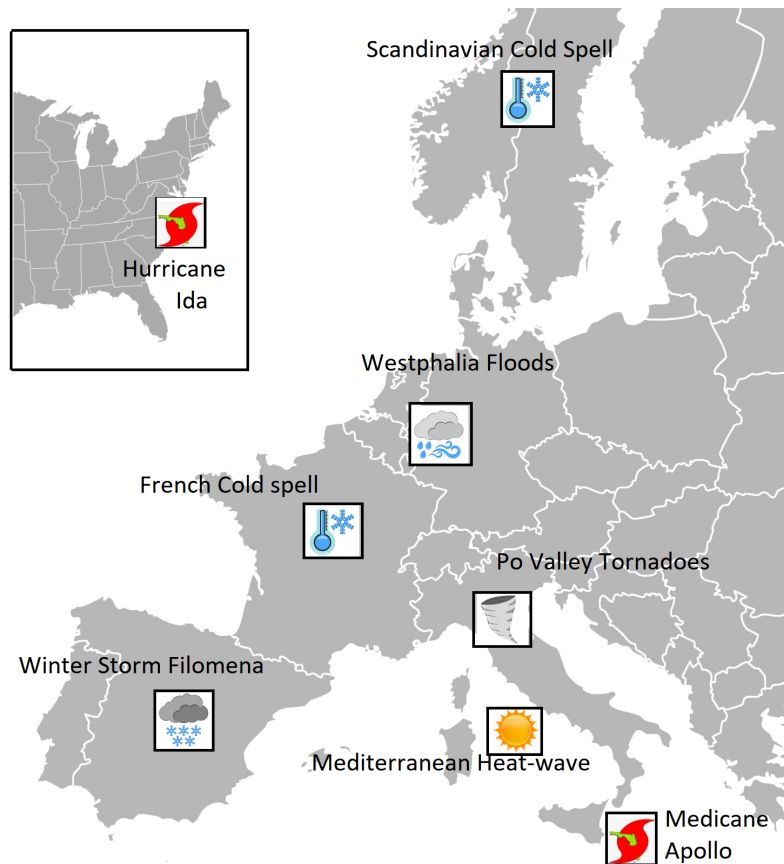 Scandinavian Cold Spell
Hurricane
Ida
Westphalia Floods
French Cold spell
Po Valley Tornadoes
Winter Storm Filomena
Mediterranean Heat-wave
Medicane
Apollo